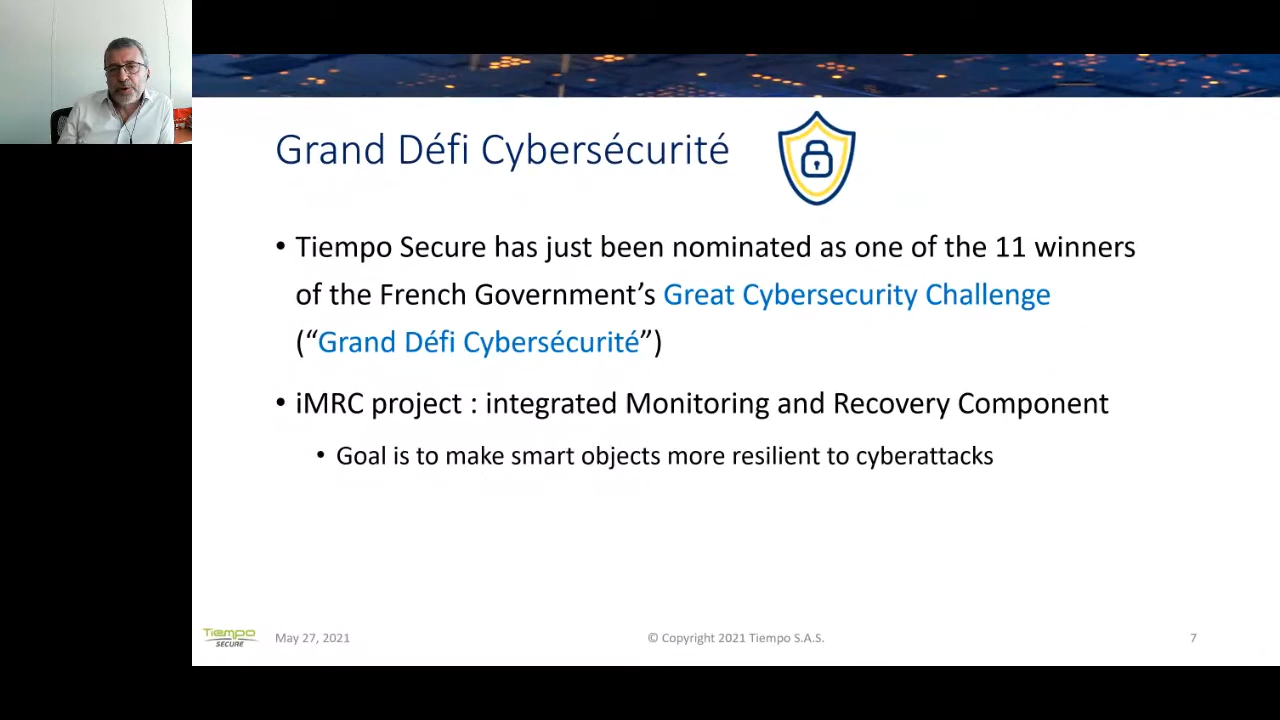 Grand Défi Cybersécurité
• Tiempo Secure has just been nominated as one of the 11 winners
of the French Government’s Great Cybersecurity Challenge
(“Grand Défi Cybersécurité”)
• iMRC project : integrated Monitoring and Recovery Component
• Goal is to make smart objects more resilient to cyberattacks
Tiempo
SECURE
May 27, 2021
© Copyright 2021 Tiempo S.A.S.
7